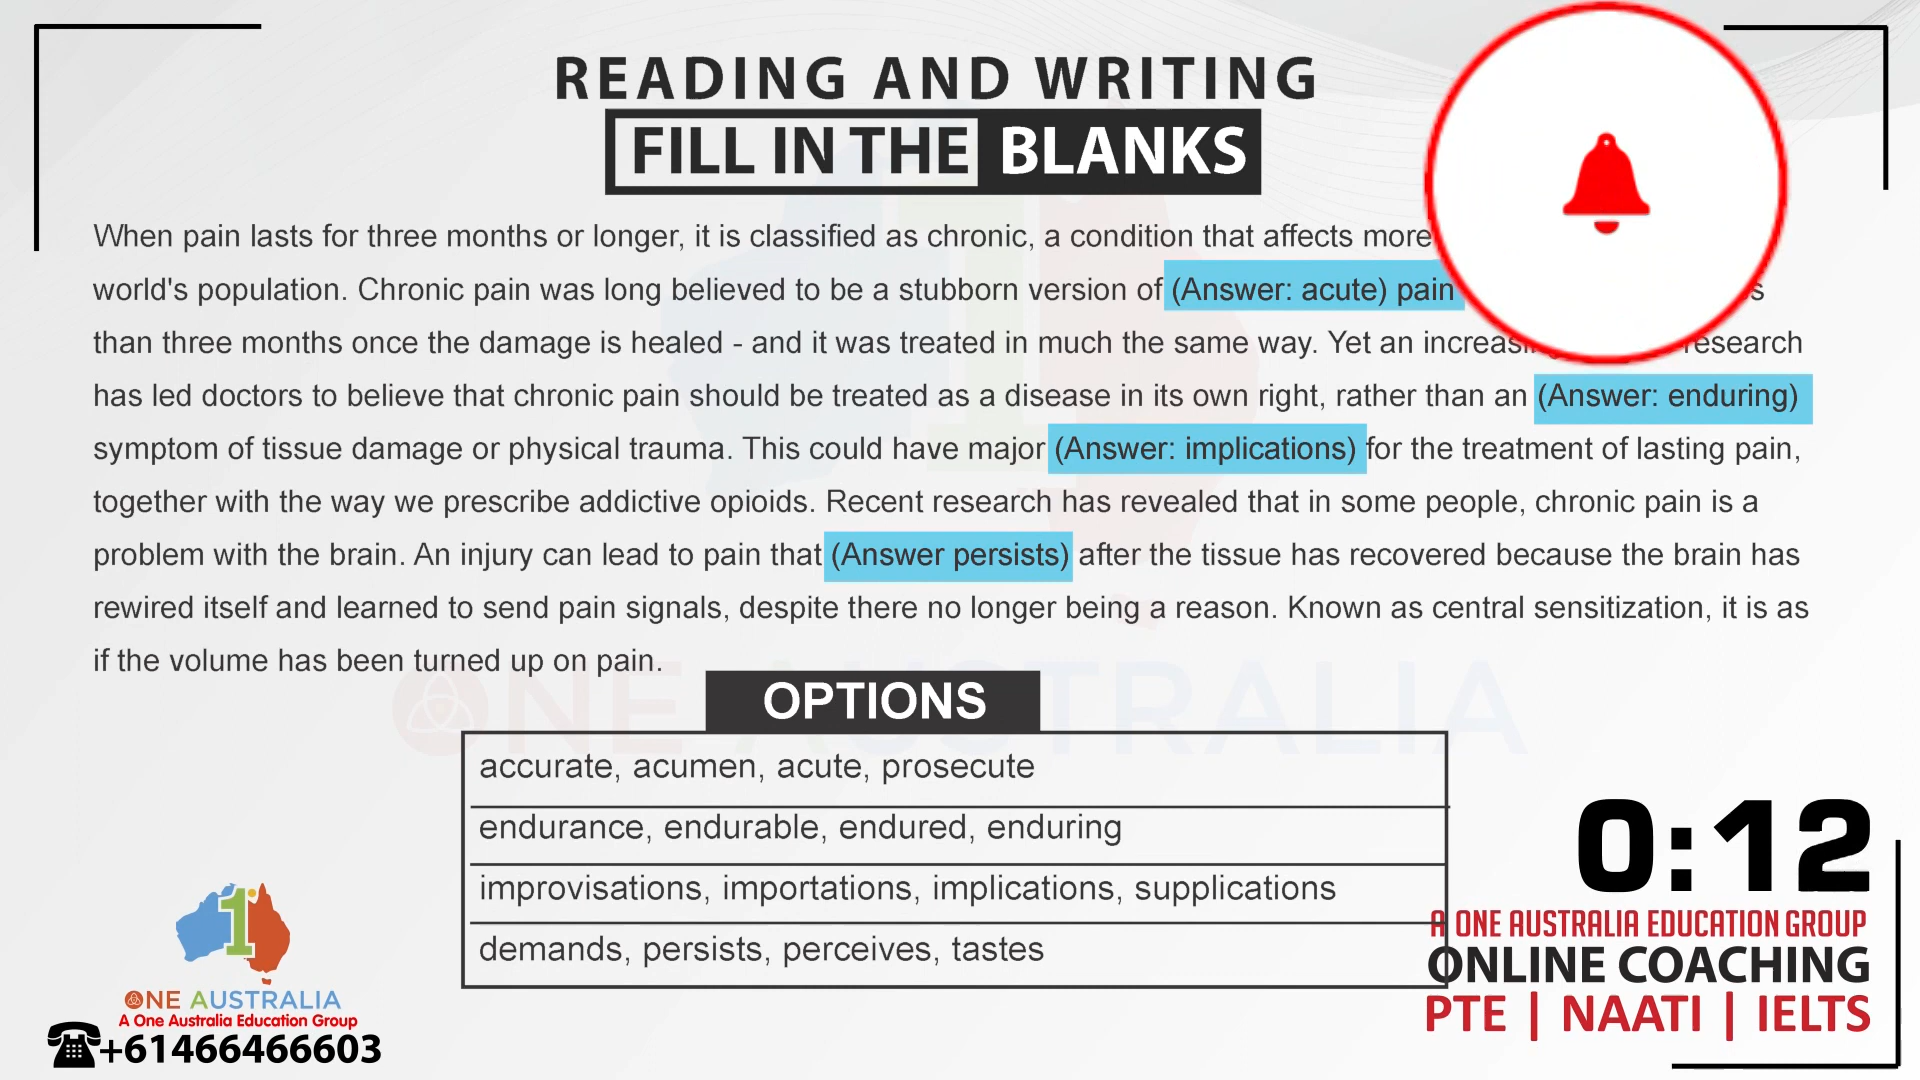 READING AND WRITING
FILL IN THE BLANKS
When pain lasts for three months or longer, it is classified as chronic, a condition that affects more
world's population. Chronic pain was long believed to be a stubborn version of (Answer: acute) pain
than three months once the damage is healed - and it was treated in much the same way. Yet an
has led doctors to believe that chronic pain should be treated as a disease in its own right, rather than an (Answer: enduring)
symptom of tissue damage or physical trauma. This could have major (Answer: implications) for the treatment of lasting pain,
together with the way we prescribe addictive opioids. Recent research has revealed that in some people, chronic pain is a
problem with the brain. An injury can lead to pain that (Answer persists) after the tissue has recovered because the brain has
rewired itself and learned to send pain signals, despite there no longer being a reason. Known as central sensitization, it is as
if the volume has been turned up on pain.
ONE AUSTRALIA
OPTIONS
accurate, acumen, acute, prosecute
endurance, endurable, endured, enduring
improvisations, importations, implications, supplications
demands, persists, perceives, tastes
0:12
A ONE AUSTRALIA EDUCATION GROUP
ONLINE COACHING
PTE | NAATI | IELTS
1
ONE AUSTRALIA
A One Australia Education Group
+61466466603